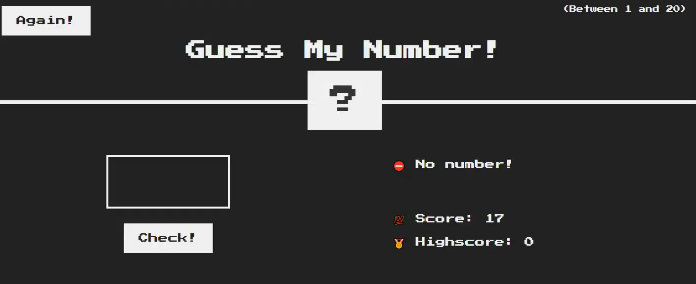 Again!
(Between 1 and 20)
Guess My Number!
?
⛔ No number!
💯 Score: 17
Check!
🥇 Highscore: 0